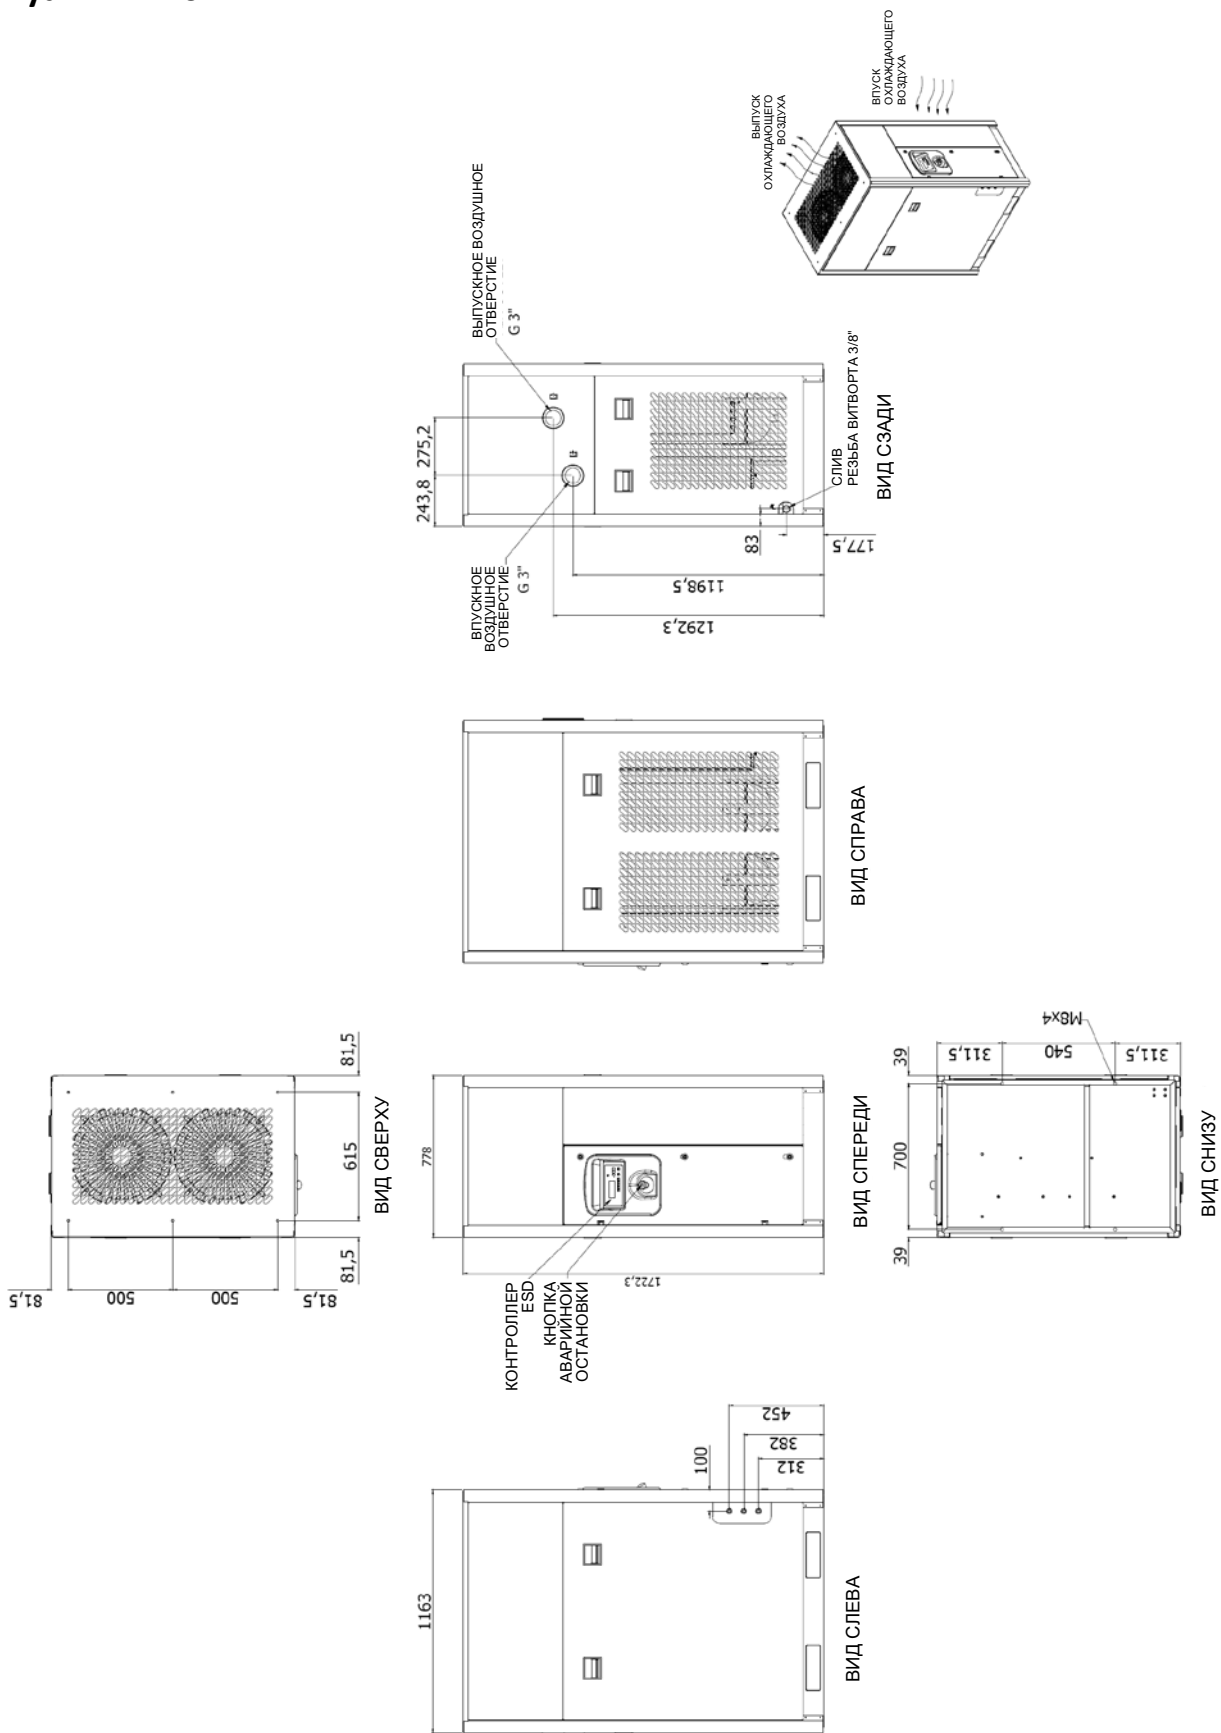 ВПУСК
ОХЛАЖДАЮЩЕГО
ВОЗДУХА
ВЫПУСК
ОХЛАЖДАЮЩЕГО
ВОЗДУХА
ВЫПУСКНОЕ ВОЗДУШНОЕ
ОТВЕРСТИЕ
G 3"
275,2
243,8
ВПУСКНОЕ
ВОЗДУШНОЕ
ОТВЕРСТИЕ
G 3"
СЛИВ
РЕЗЬБА ВИТВОРТА 3/8"
83
177,5
1198,5
1292,3
ВИД СЗАДИ
ВИД СПРАВА
81,5
615
81,5
81,5
500
500
81,5
ВИД СВЕРХУ
778
1722,3
КОНТРОЛЛЕР
ESD
КНОПКА
АВАРИЙНОЙ
ОСТАНОВКИ
ВИД СПЕРЕДИ
39
700
39
311,5
540
311,5
M8x4
ВИД СНИЗУ
1163
100
452
382
312
ВИД СЛЕВА